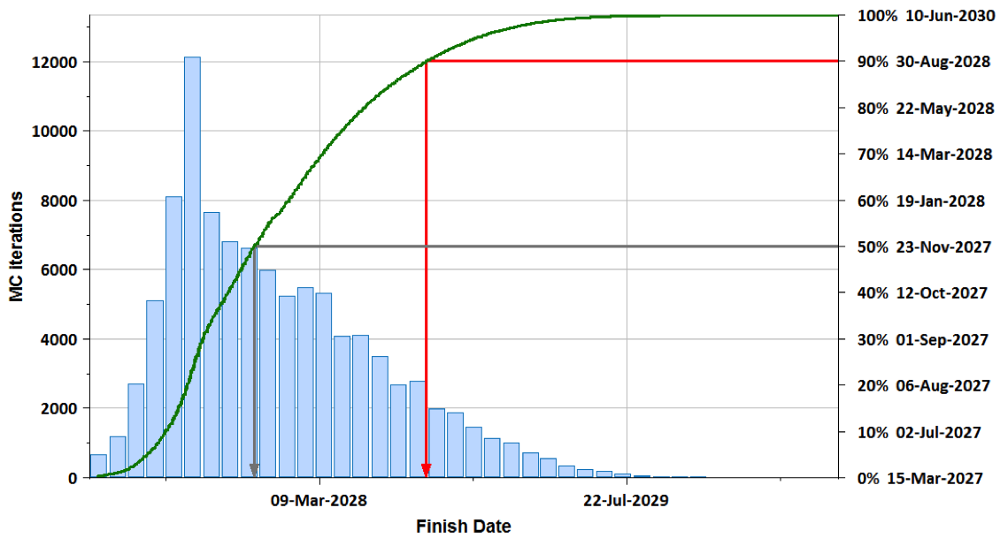 100% 10-Jun-2030
12000
90% 30-Aug-2028
80% 22-May-2028
10000
70% 14-Mar-2028
8000
60% 19-Jan-2028
MC Iterations
6000
50% 23-Nov-2027
40% 12-Oct-2027
4000
30% 01-Sep-2027
2000
20% 06-Aug-2027
10% 02-Jul-2027
0
0% 15-Mar-2027
09-Mar-2028
22-Jul-2029
Finish Date